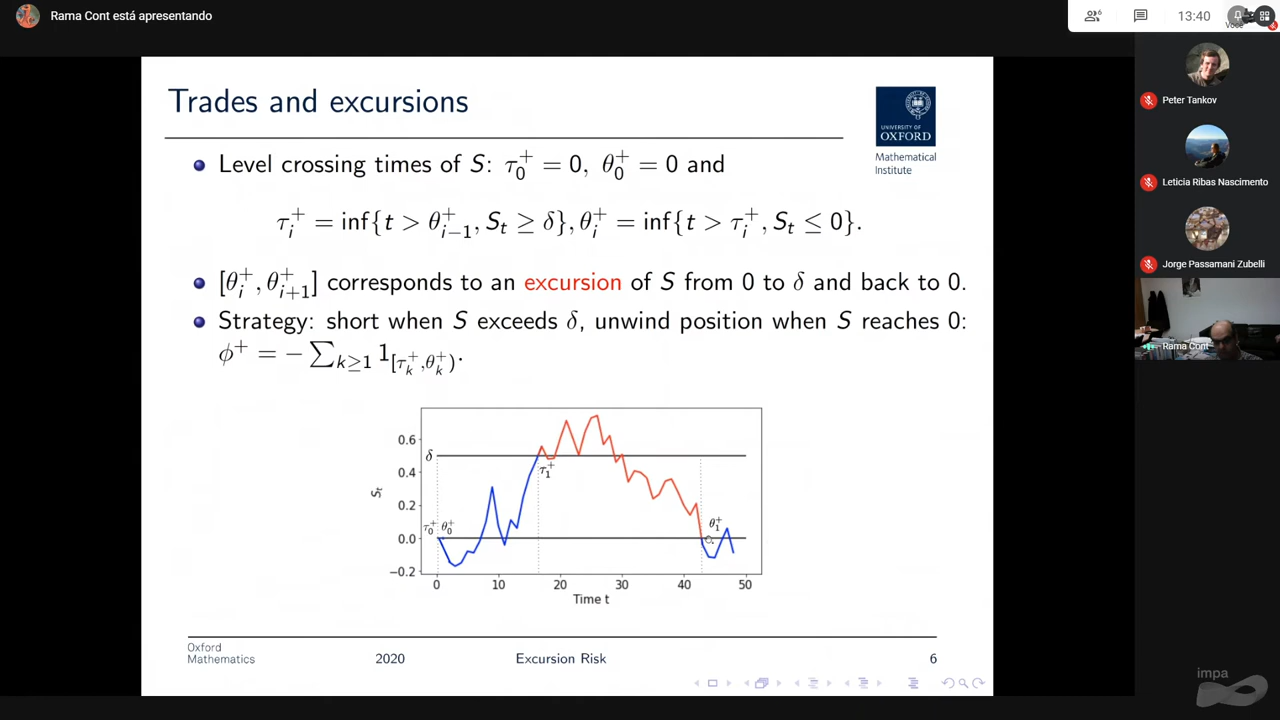 Rama Cont está apresentando
6
13:40
Você
Trades and excursions
UNIVERSITY OF
OXFORD
Mathematical
Institute
Level crossing times of S: τ₀⁺ = 0, θ₀⁺ = 0 and
τᵢ⁺ = inf{t > θᵢ₋₁⁺, Sₜ ≥ δ}, θᵢ⁺ = inf{t > τᵢ⁺, Sₜ ≤ 0}.
[θᵢ⁺, θᵢ₊₁⁺] corresponds to an excursion of S from 0 to δ and back to 0.
Strategy: short when S exceeds δ, unwind position when S reaches 0:
ϕ⁺ = − ∑_{k≥1} 1_{[τₖ⁺,θₖ⁺)}.
0.6
δ
0.4
τ₁⁺
Sₜ
0.2
τ₀⁺ θ₀⁺
θ₁⁺
0.0
−0.2
0 10 20 30 40 50
Time t
Oxford
Mathematics
2020
Excursion Risk
6
Peter Tankov
Leticia Ribas Nascimento
Jorge Passamani Zubelli
Rama Cont
impa